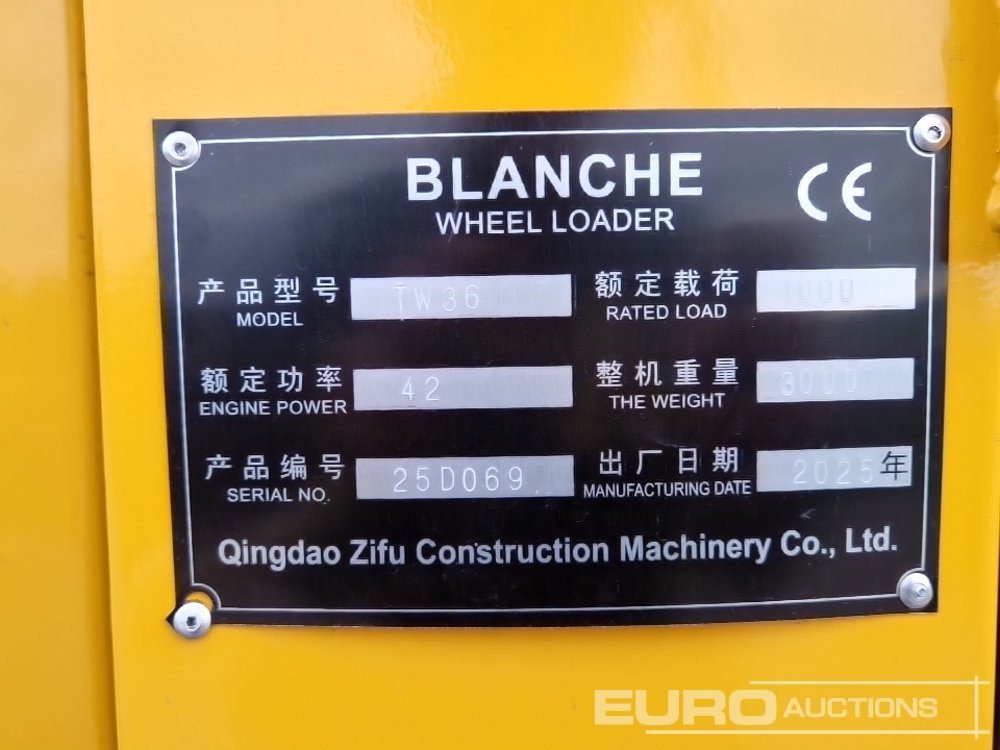 BLANCHE
CE
WHEEL LOADER
产品型号 TW36 额定载荷 1000
MODEL RATED LOAD
额定功率 42 整机重量 3000
ENGINE POWER THE WEIGHT
产品编号 25D069 出厂日期 2025年
SERIAL NO. MANUFACTURING DATE
Qingdao Zifu Construction Machinery Co., Ltd.
EURO AUCTIONS